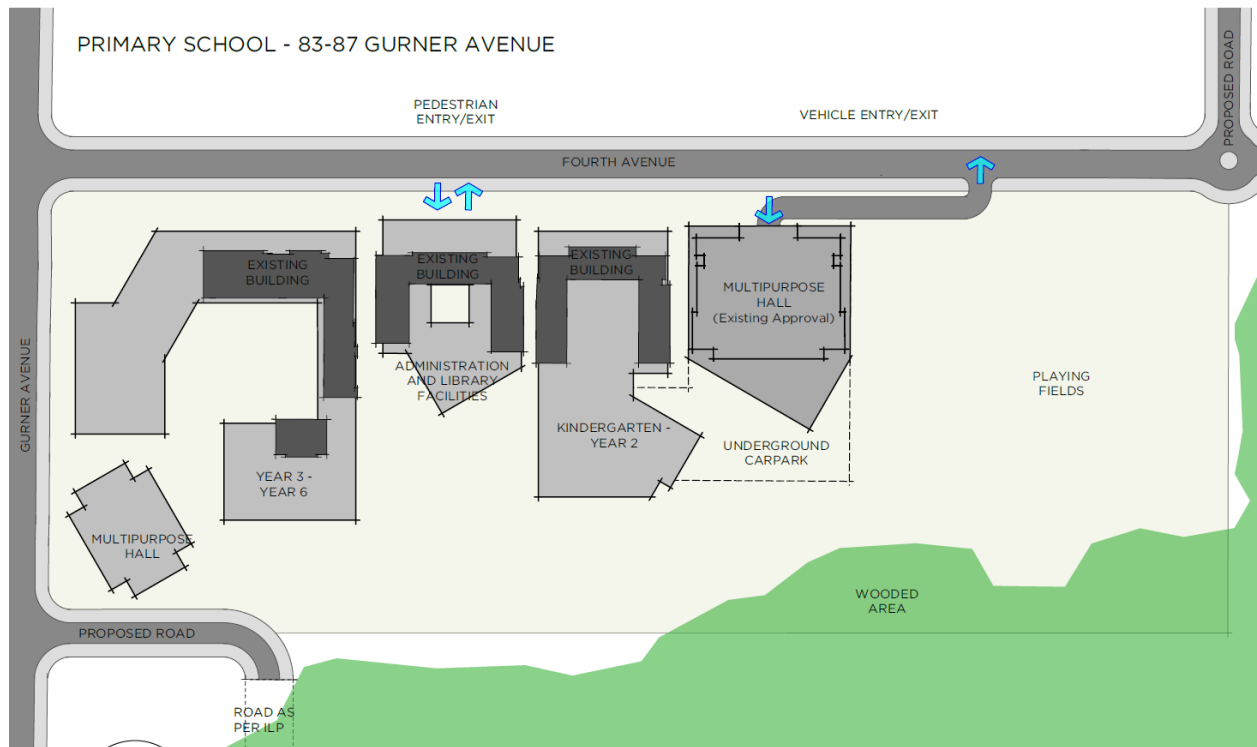 PRIMARY SCHOOL - 83-87 GURNER AVENUE
PEDESTRIAN
ENTRY/EXIT
VEHICLE ENTRY/EXIT
PROPOSED ROAD
FOURTH AVENUE
EXISTING
BUILDING
EXISTING
BUILDING
EXISTING
BUILDING
MULTIPURPOSE
HALL
(Existing Approval)
GURNER AVENUE
ADMINISTRATION
AND LIBRARY
FACILITIES
PLAYING
FIELDS
KINDERGARTEN -
YEAR 2
UNDERGROUND
CARPARK
YEAR 3 -
YEAR 6
MULTIPURPOSE
HALL
WOODED
AREA
PROPOSED ROAD
ROAD AS
PER ILP